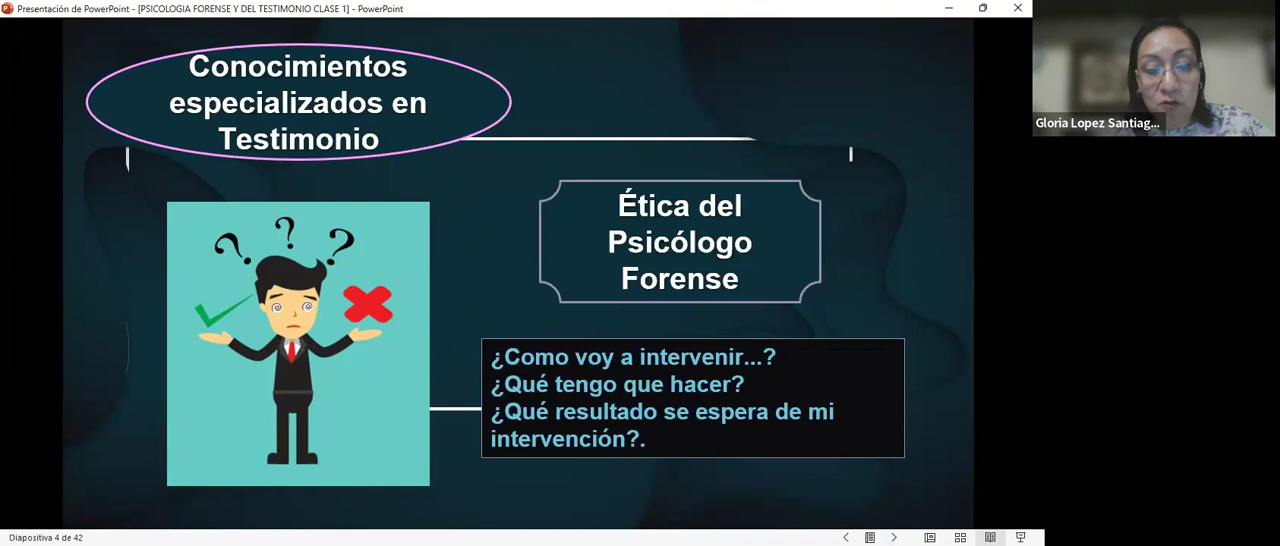 Presentación de PowerPoint - [PSICOLOGIA FORENSE Y DEL TESTIMONIO CLASE 1] - PowerPoint
Gloria Lopez Santiag...
Conocimientos
especializados en
Testimonio
Ética del
Psicólogo
Forense
? ? ?
¿Como voy a intervenir...?
¿Qué tengo que hacer?
¿Qué resultado se espera de mi
intervención?.
Diapositiva 4 de 42